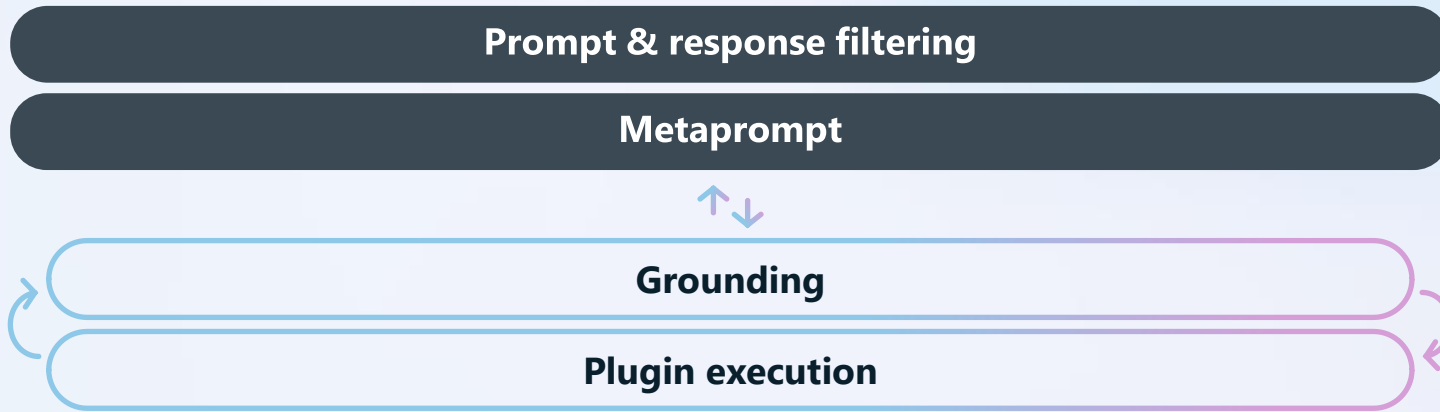 Prompt & response filtering
Metaprompt
Grounding
Plugin execution